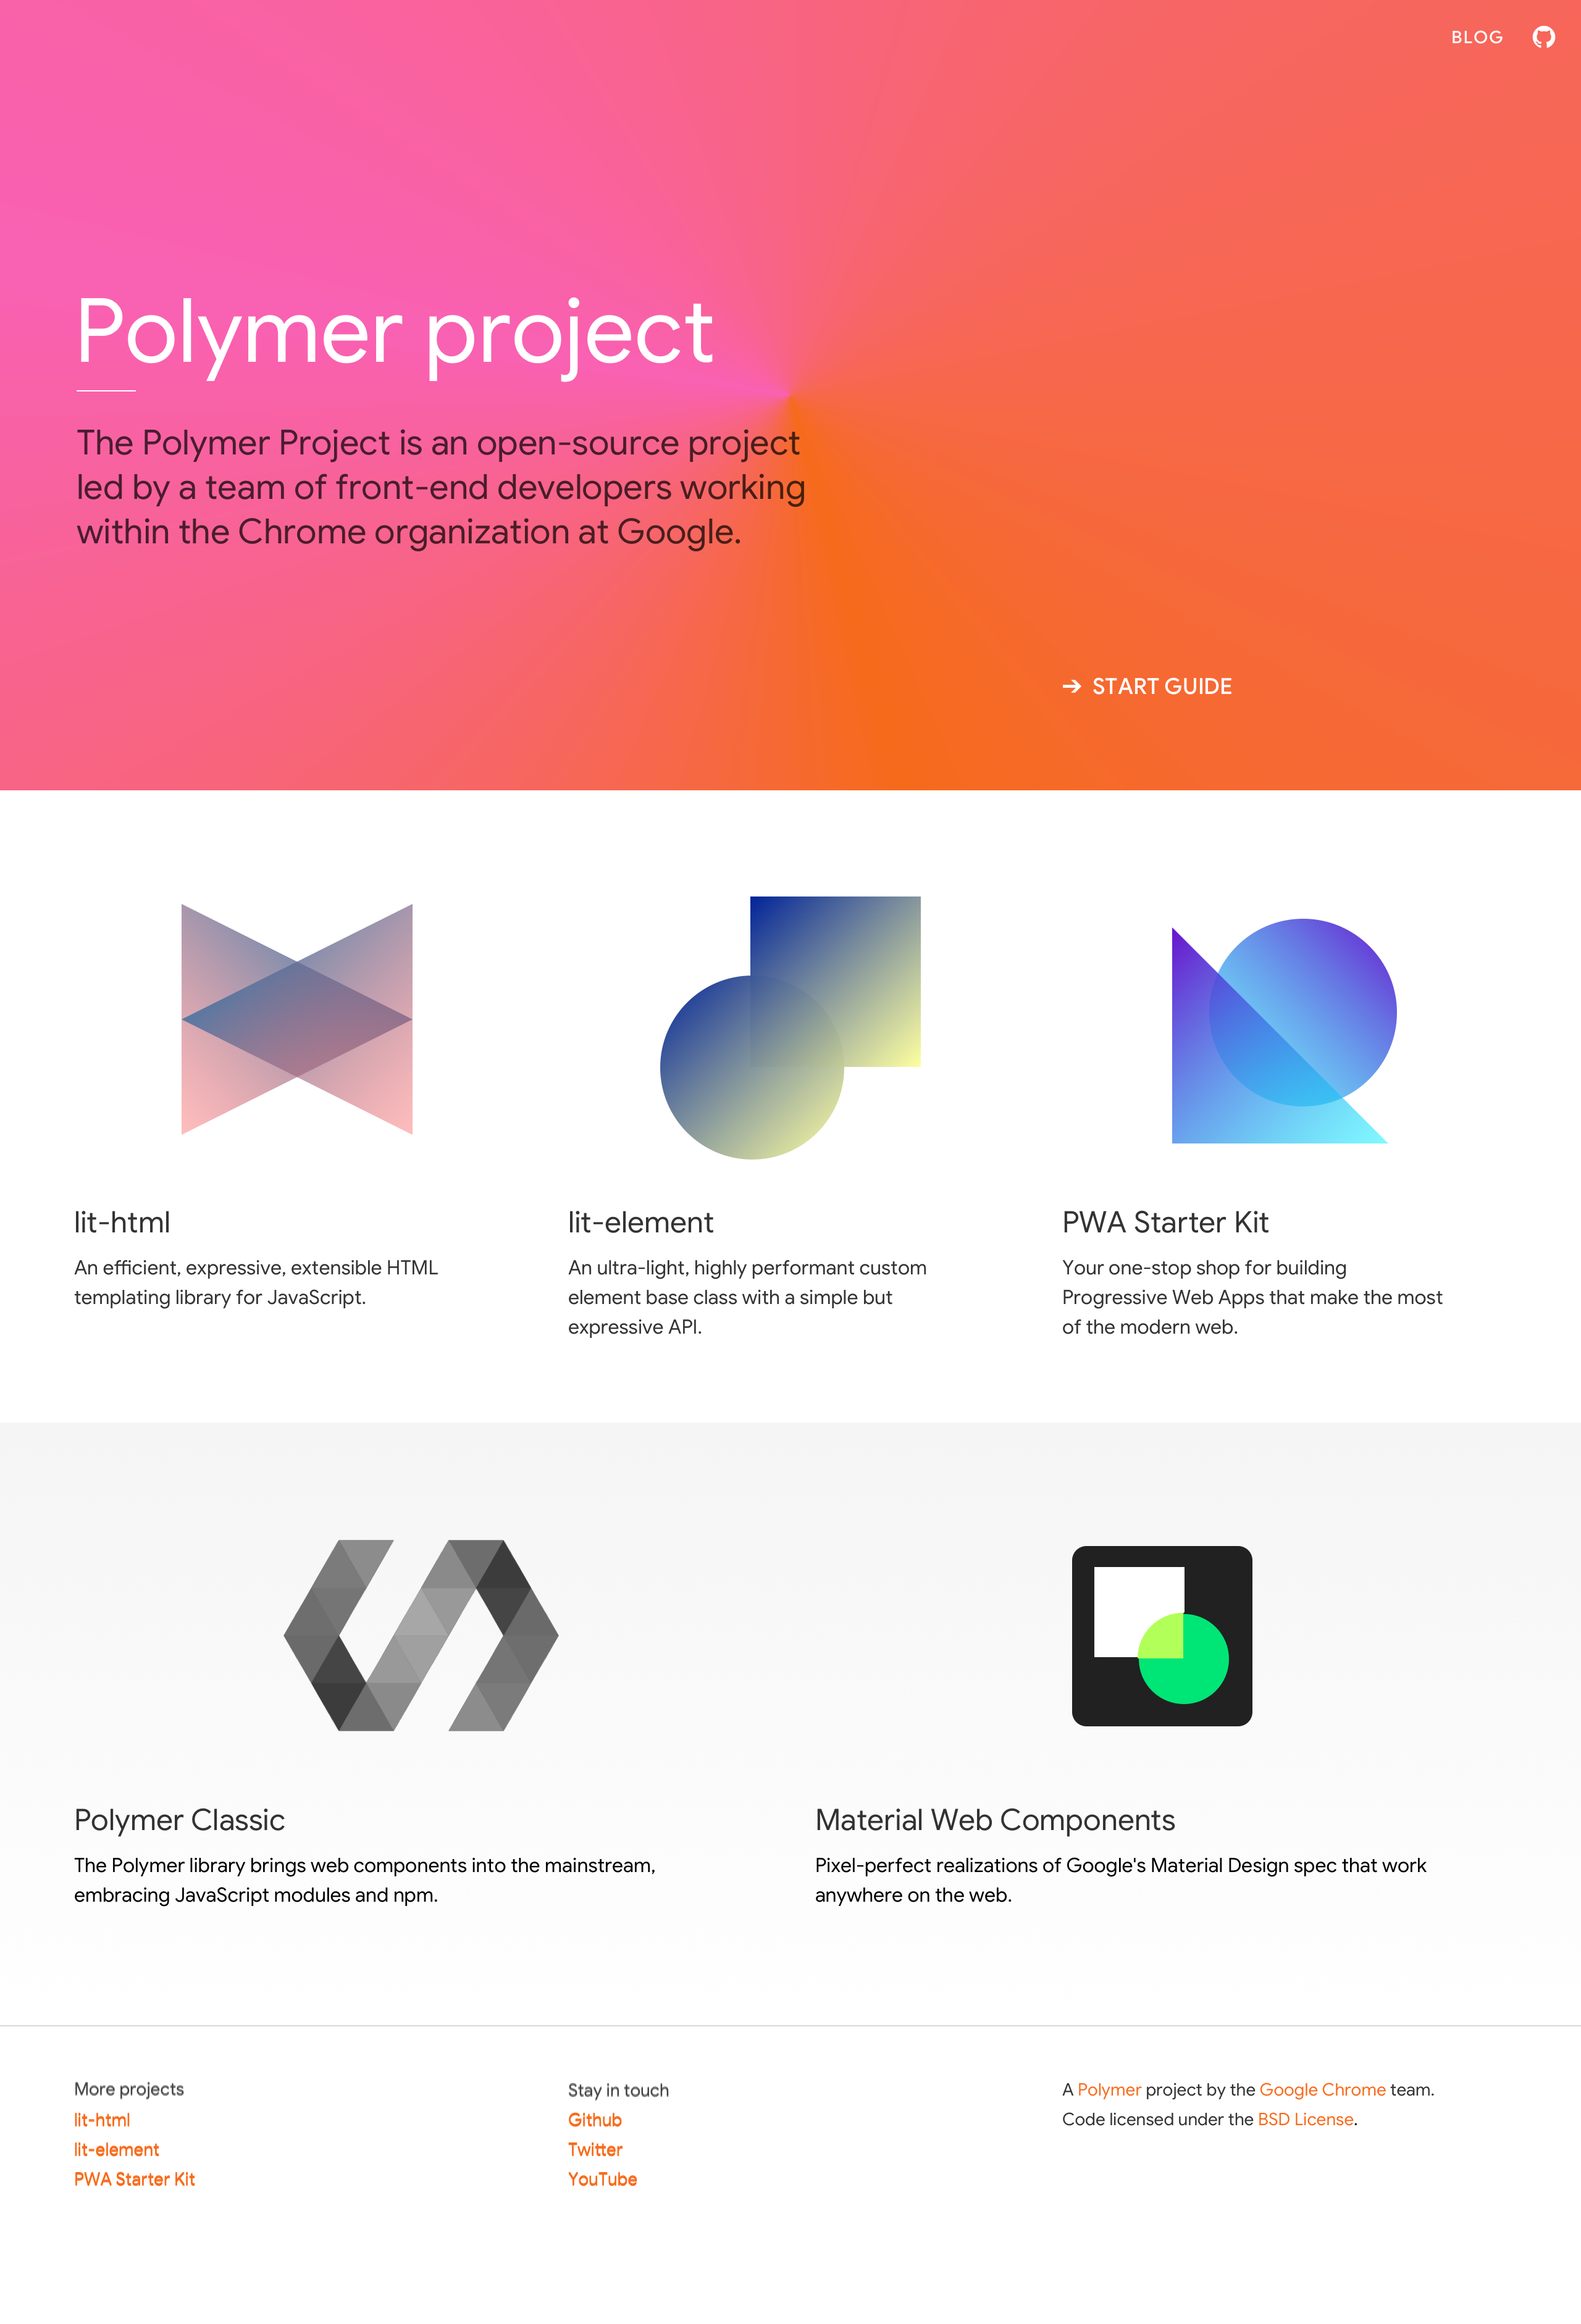 BLOG
Polymer project
The Polymer Project is an open-source project
led by a team of front-end developers working
within the Chrome organization at Google.
➔ START GUIDE
lit-html
An efficient, expressive, extensible HTML
templating library for JavaScript.
lit-element
An ultra-light, highly performant custom
element base class with a simple but
expressive API.
PWA Starter Kit
Your one-stop shop for building
Progressive Web Apps that make the most
of the modern web.
Polymer Classic
The Polymer library brings web components into the mainstream,
embracing JavaScript modules and npm.
Material Web Components
Pixel-perfect realizations of Google's Material Design spec that work
anywhere on the web.
More projects
lit-html
lit-element
PWA Starter Kit
Stay in touch
Github
Twitter
YouTube
A Polymer project by the Google Chrome team.
Code licensed under the BSD License.